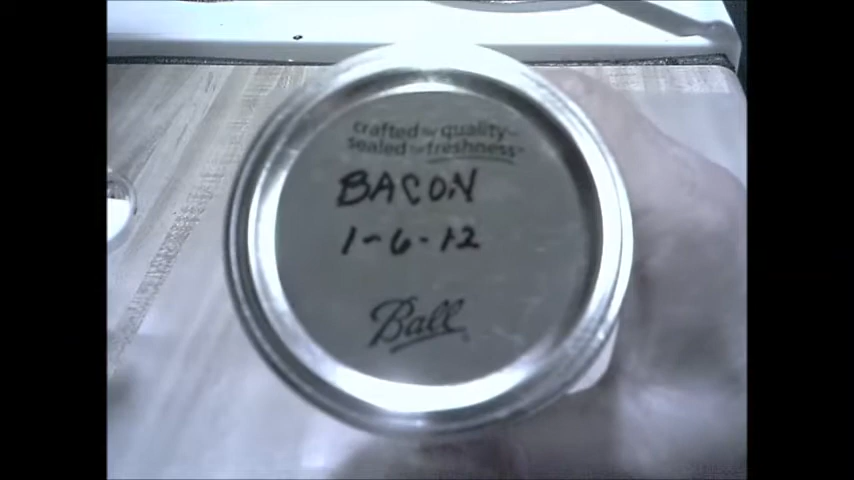 crafted for quality~
sealed for freshness~
BACON
1-6-12
Ball